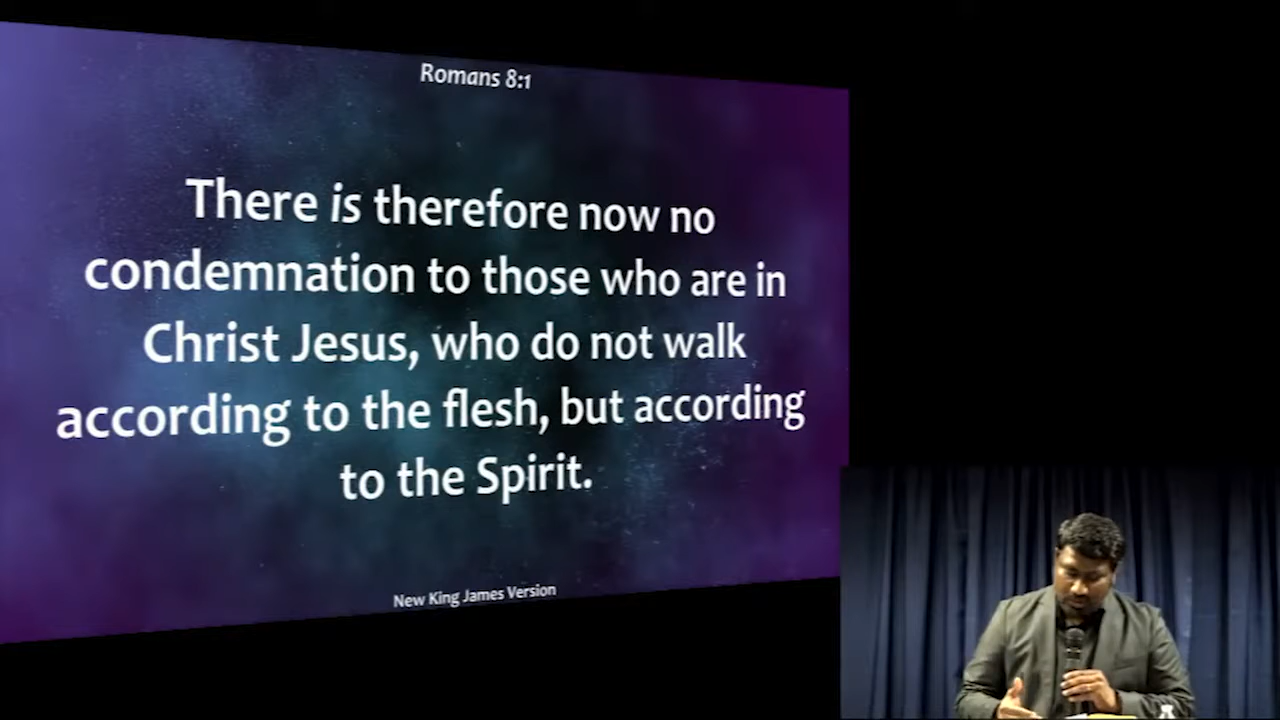 Romans 8:1
There is therefore now no
condemnation to those who are in
Christ Jesus, who do not walk
according to the flesh, but according
to the Spirit.
New King James Version